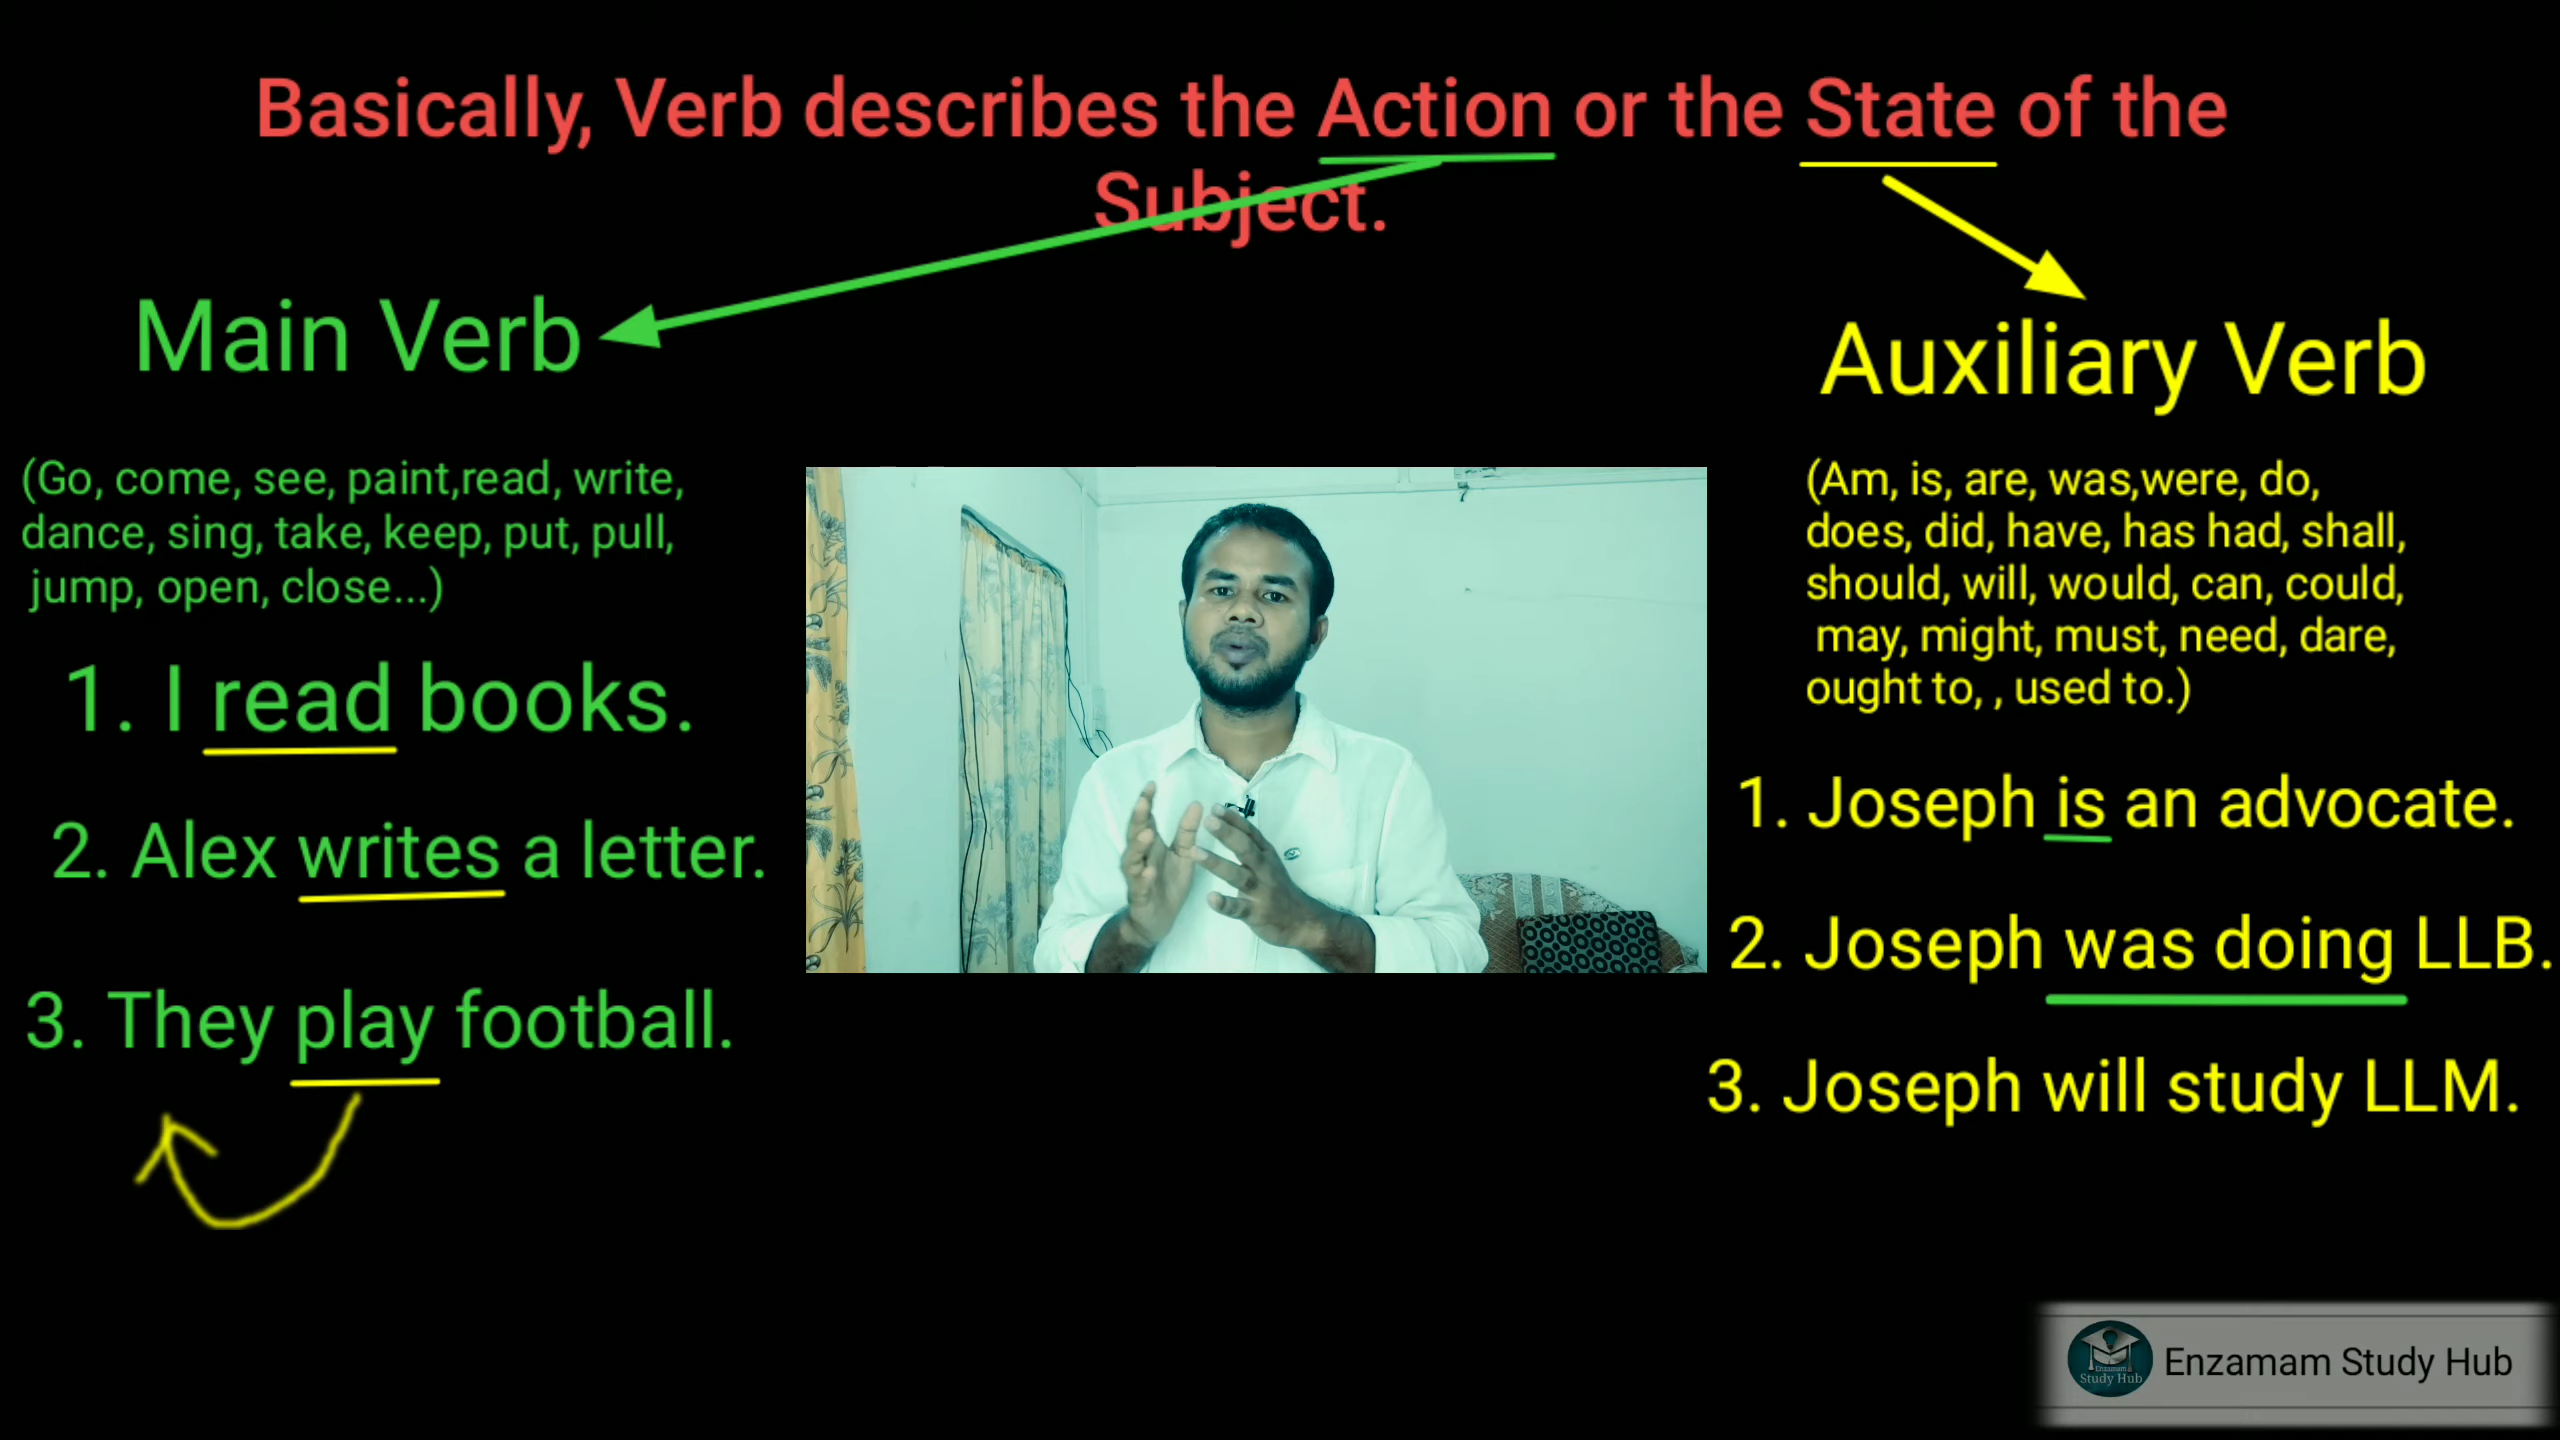 Basically, Verb describes the Action or the State of the
Subject.
Main Verb
(Go, come, see, paint,read, write,
dance, sing, take, keep, put, pull,
jump, open, close...)
1. I read books.
2. Alex writes a letter.
3. They play football.
Auxiliary Verb
(Am, is, are, was,were, do,
does, did, have, has had, shall,
should, will, would, can, could,
may, might, must, need, dare,
ought to, , used to.)
1. Joseph is an advocate.
2. Joseph was doing LLB.
3. Joseph will study LLM.
Enzamam
Study Hub
Enzamam Study Hub